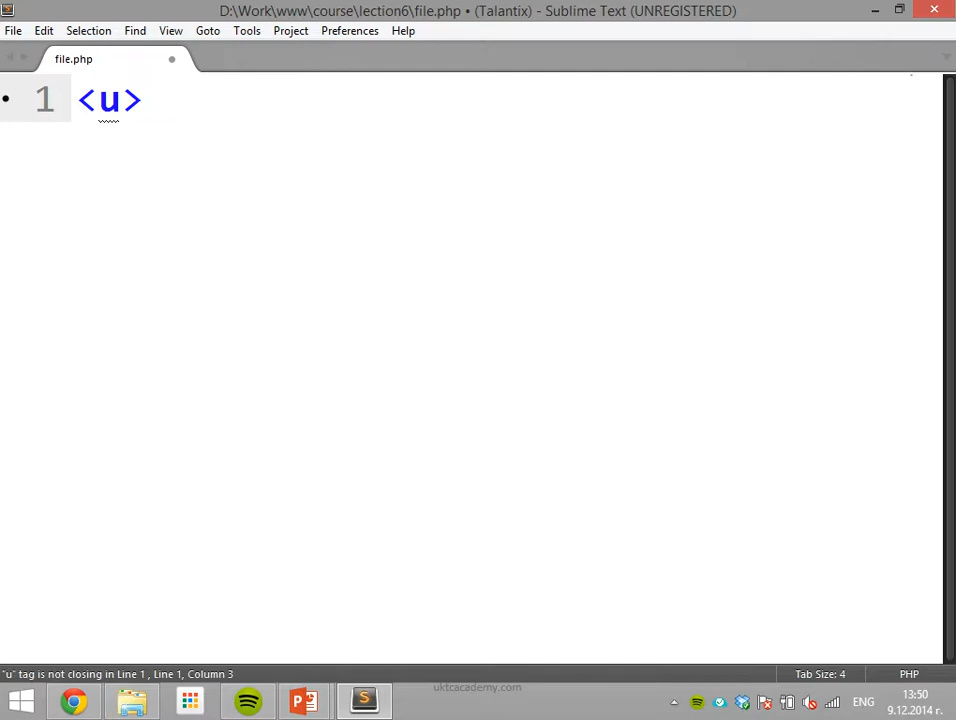 D:\Work\www\course\lection6\file.php • (Talantix) - Sublime Text (UNREGISTERED)
File Edit Selection Find View Goto Tools Project Preferences Help
file.php
1 <u>
"u" tag is not closing in Line 1 , Line 1, Column 3
Tab Size: 4
PHP
uktcacademy.com
ENG
13:50
9.12.2014 г.